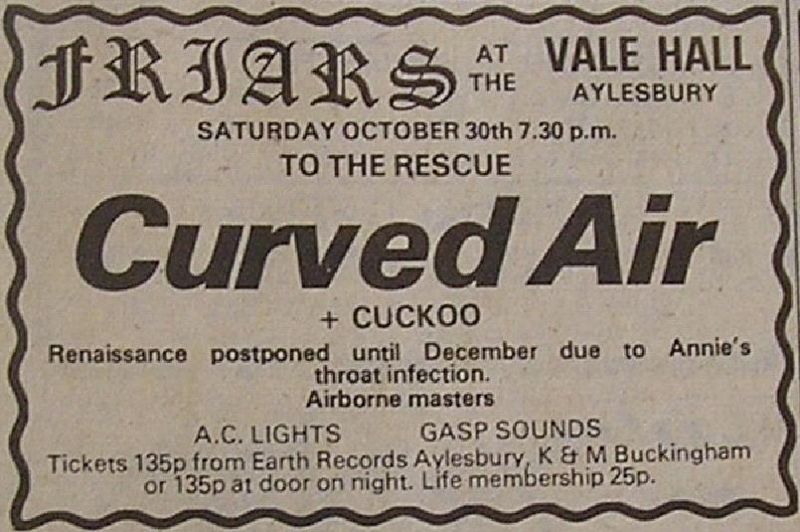 FRIARS AT THE VALE HALL
AYLESBURY
SATURDAY OCTOBER 30th 7.30 p.m.
TO THE RESCUE
Curved Air
+ CUCKOO
Renaissance postponed until December due to Annie's
throat infection.
Airborne masters
A.C. LIGHTS GASP SOUNDS
Tickets 135p from Earth Records Aylesbury, K & M Buckingham
or 135p at door on night. Life membership 25p.